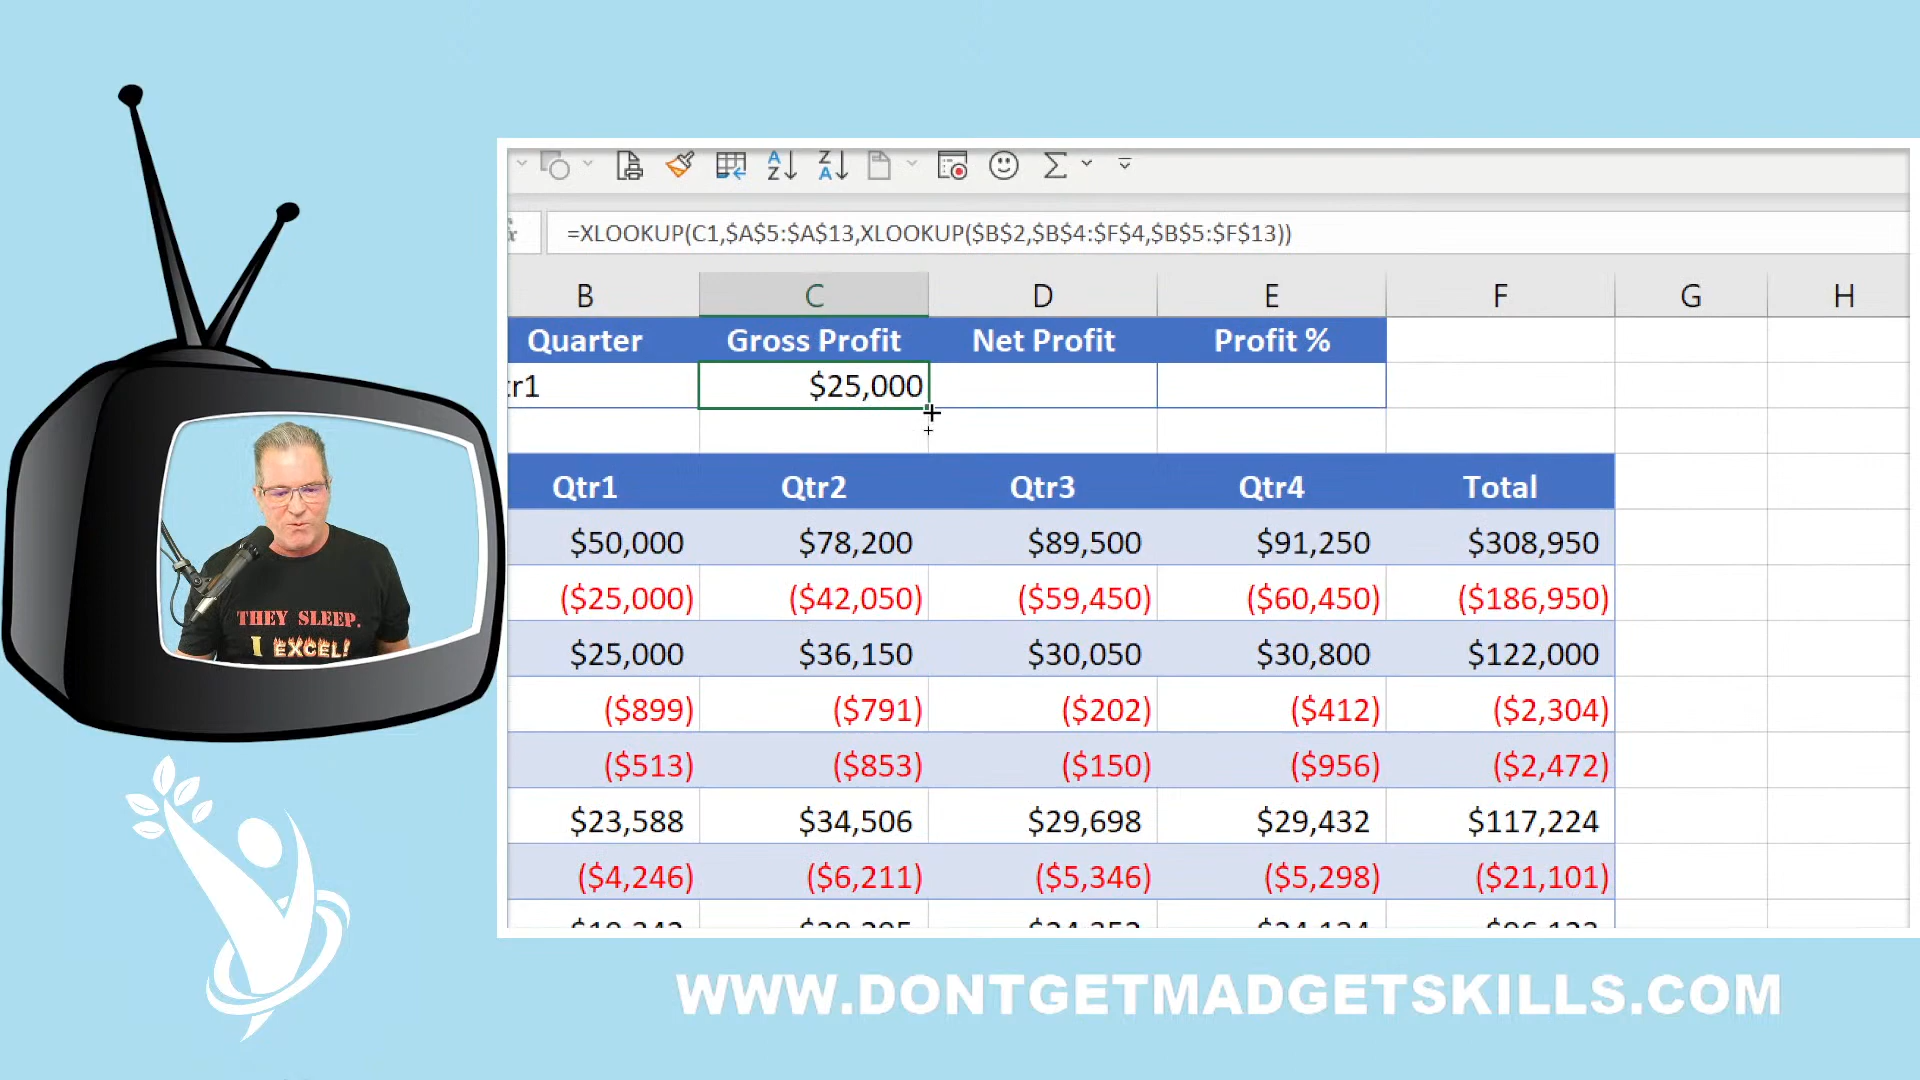 =XLOOKUP(C1,$A$5:$A$13,XLOOKUP($B$2,$B$4:$F$4,$B$5:$F$13))
B C D E F G H
Quarter Gross Profit Net Profit Profit %
$25,000
Qtr1 Qtr2 Qtr3 Qtr4 Total
$50,000 $78,200 $89,500 $91,250 $308,950
($25,000) ($42,050) ($59,450) ($60,450) ($186,950)
$25,000 $36,150 $30,050 $30,800 $122,000
($899) ($791) ($202) ($412) ($2,304)
($513) ($853) ($150) ($956) ($2,472)
$23,588 $34,506 $29,698 $29,432 $117,224
($4,246) ($6,211) ($5,346) ($5,298) ($21,101)
THEY SLEEP.
I EXCEL!
WWW.DONTGETMADGETSKILLS.COM